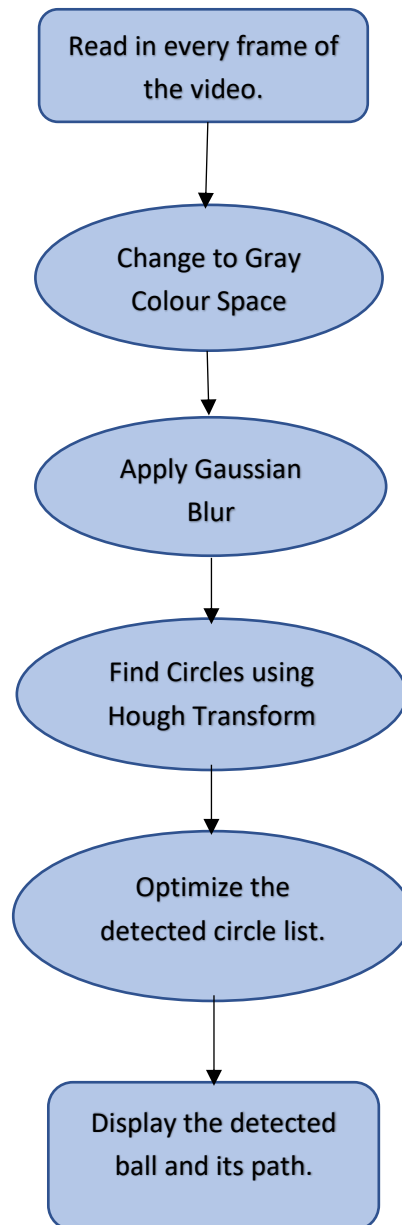 Read in every frame of
the video.
Change to Gray
Colour Space
Apply Gaussian
Blur
Find Circles using
Hough Transform
Optimize the
detected circle list.
Display the detected
ball and its path.